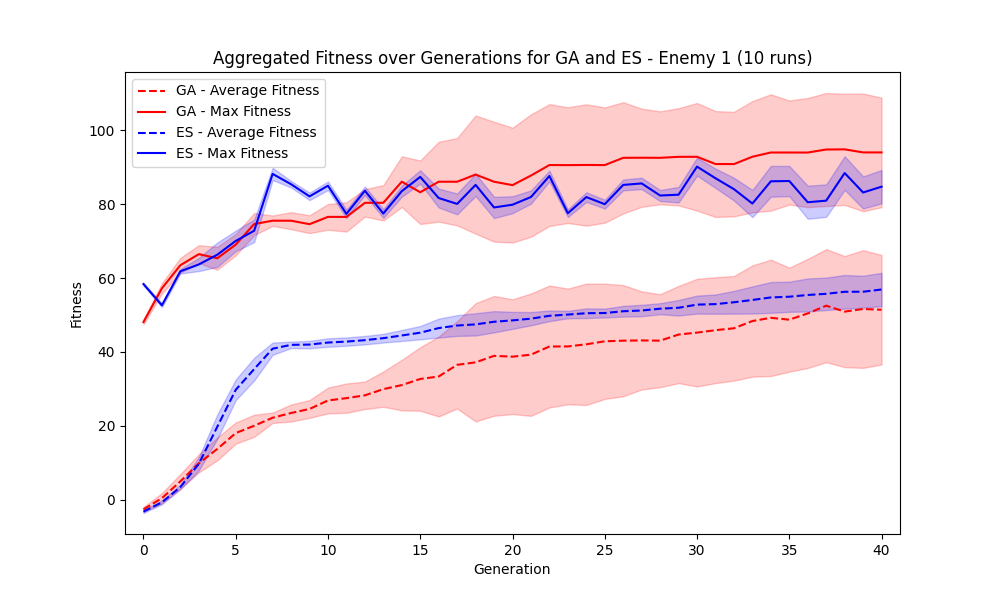 Aggregated Fitness over Generations for GA and ES - Enemy 1 (10 runs)
GA - Average Fitness
GA - Max Fitness
ES - Average Fitness
ES - Max Fitness
Fitness
100
80
60
40
20
0
0 5 10 15 20 25 30 35 40
Generation